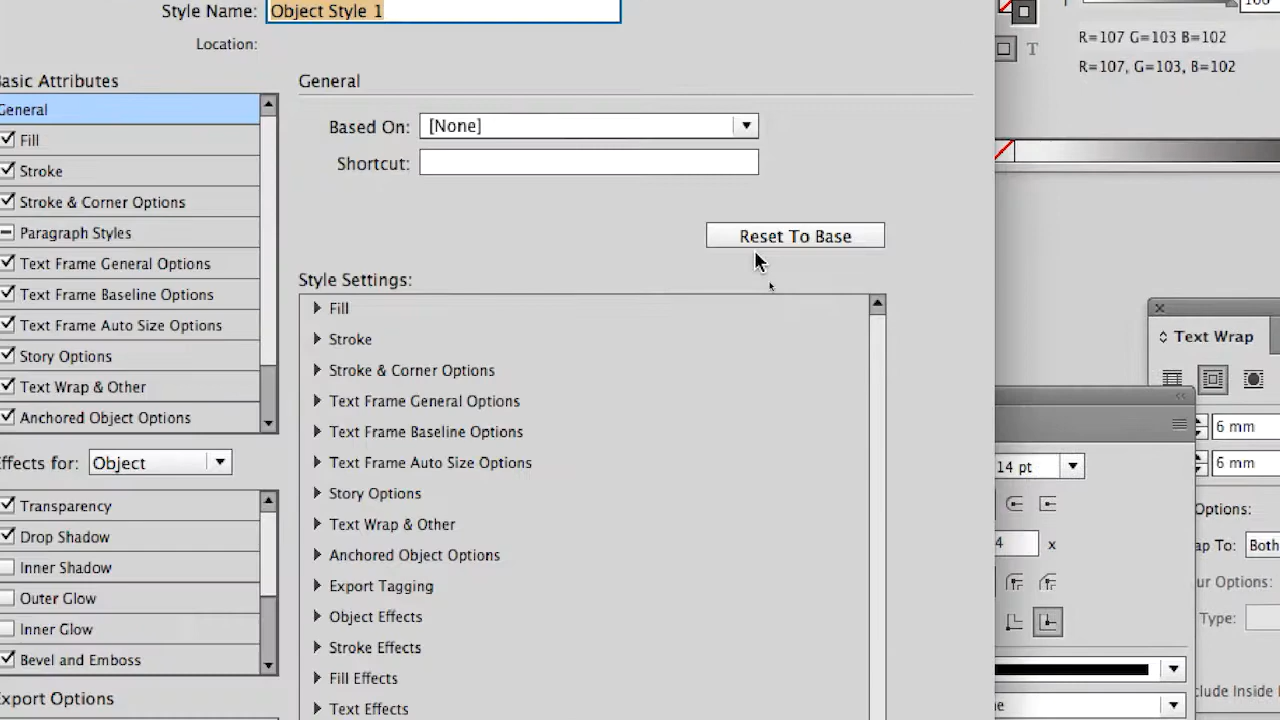 Style Name: Object Style 1
Location:
Basic Attributes
General
Fill
Stroke
Stroke & Corner Options
Paragraph Styles
Text Frame General Options
Text Frame Baseline Options
Text Frame Auto Size Options
Story Options
Text Wrap & Other
Anchored Object Options
Effects for: Object
Transparency
Drop Shadow
Inner Shadow
Outer Glow
Inner Glow
Bevel and Emboss
Export Options
General
Based On: [None]
Shortcut:
Reset To Base
Style Settings:
Fill
Stroke
Stroke & Corner Options
Text Frame General Options
Text Frame Baseline Options
Text Frame Auto Size Options
Story Options
Text Wrap & Other
Anchored Object Options
Export Tagging
Object Effects
Stroke Effects
Fill Effects
Text Effects
T
R=107 G=103 B=102
R=107, G=103, B=102
Text Wrap
6 mm
6 mm
14 pt
4 x
Options:
ap To: Both
ur Options:
Type:
clude Inside